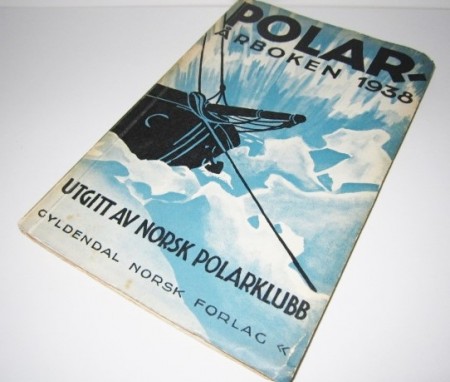 POLAR-
ÅRBOKEN 1938
UTGITT AV NORSK POLARKLUBB
GYLDENDAL NORSK FORLAG «